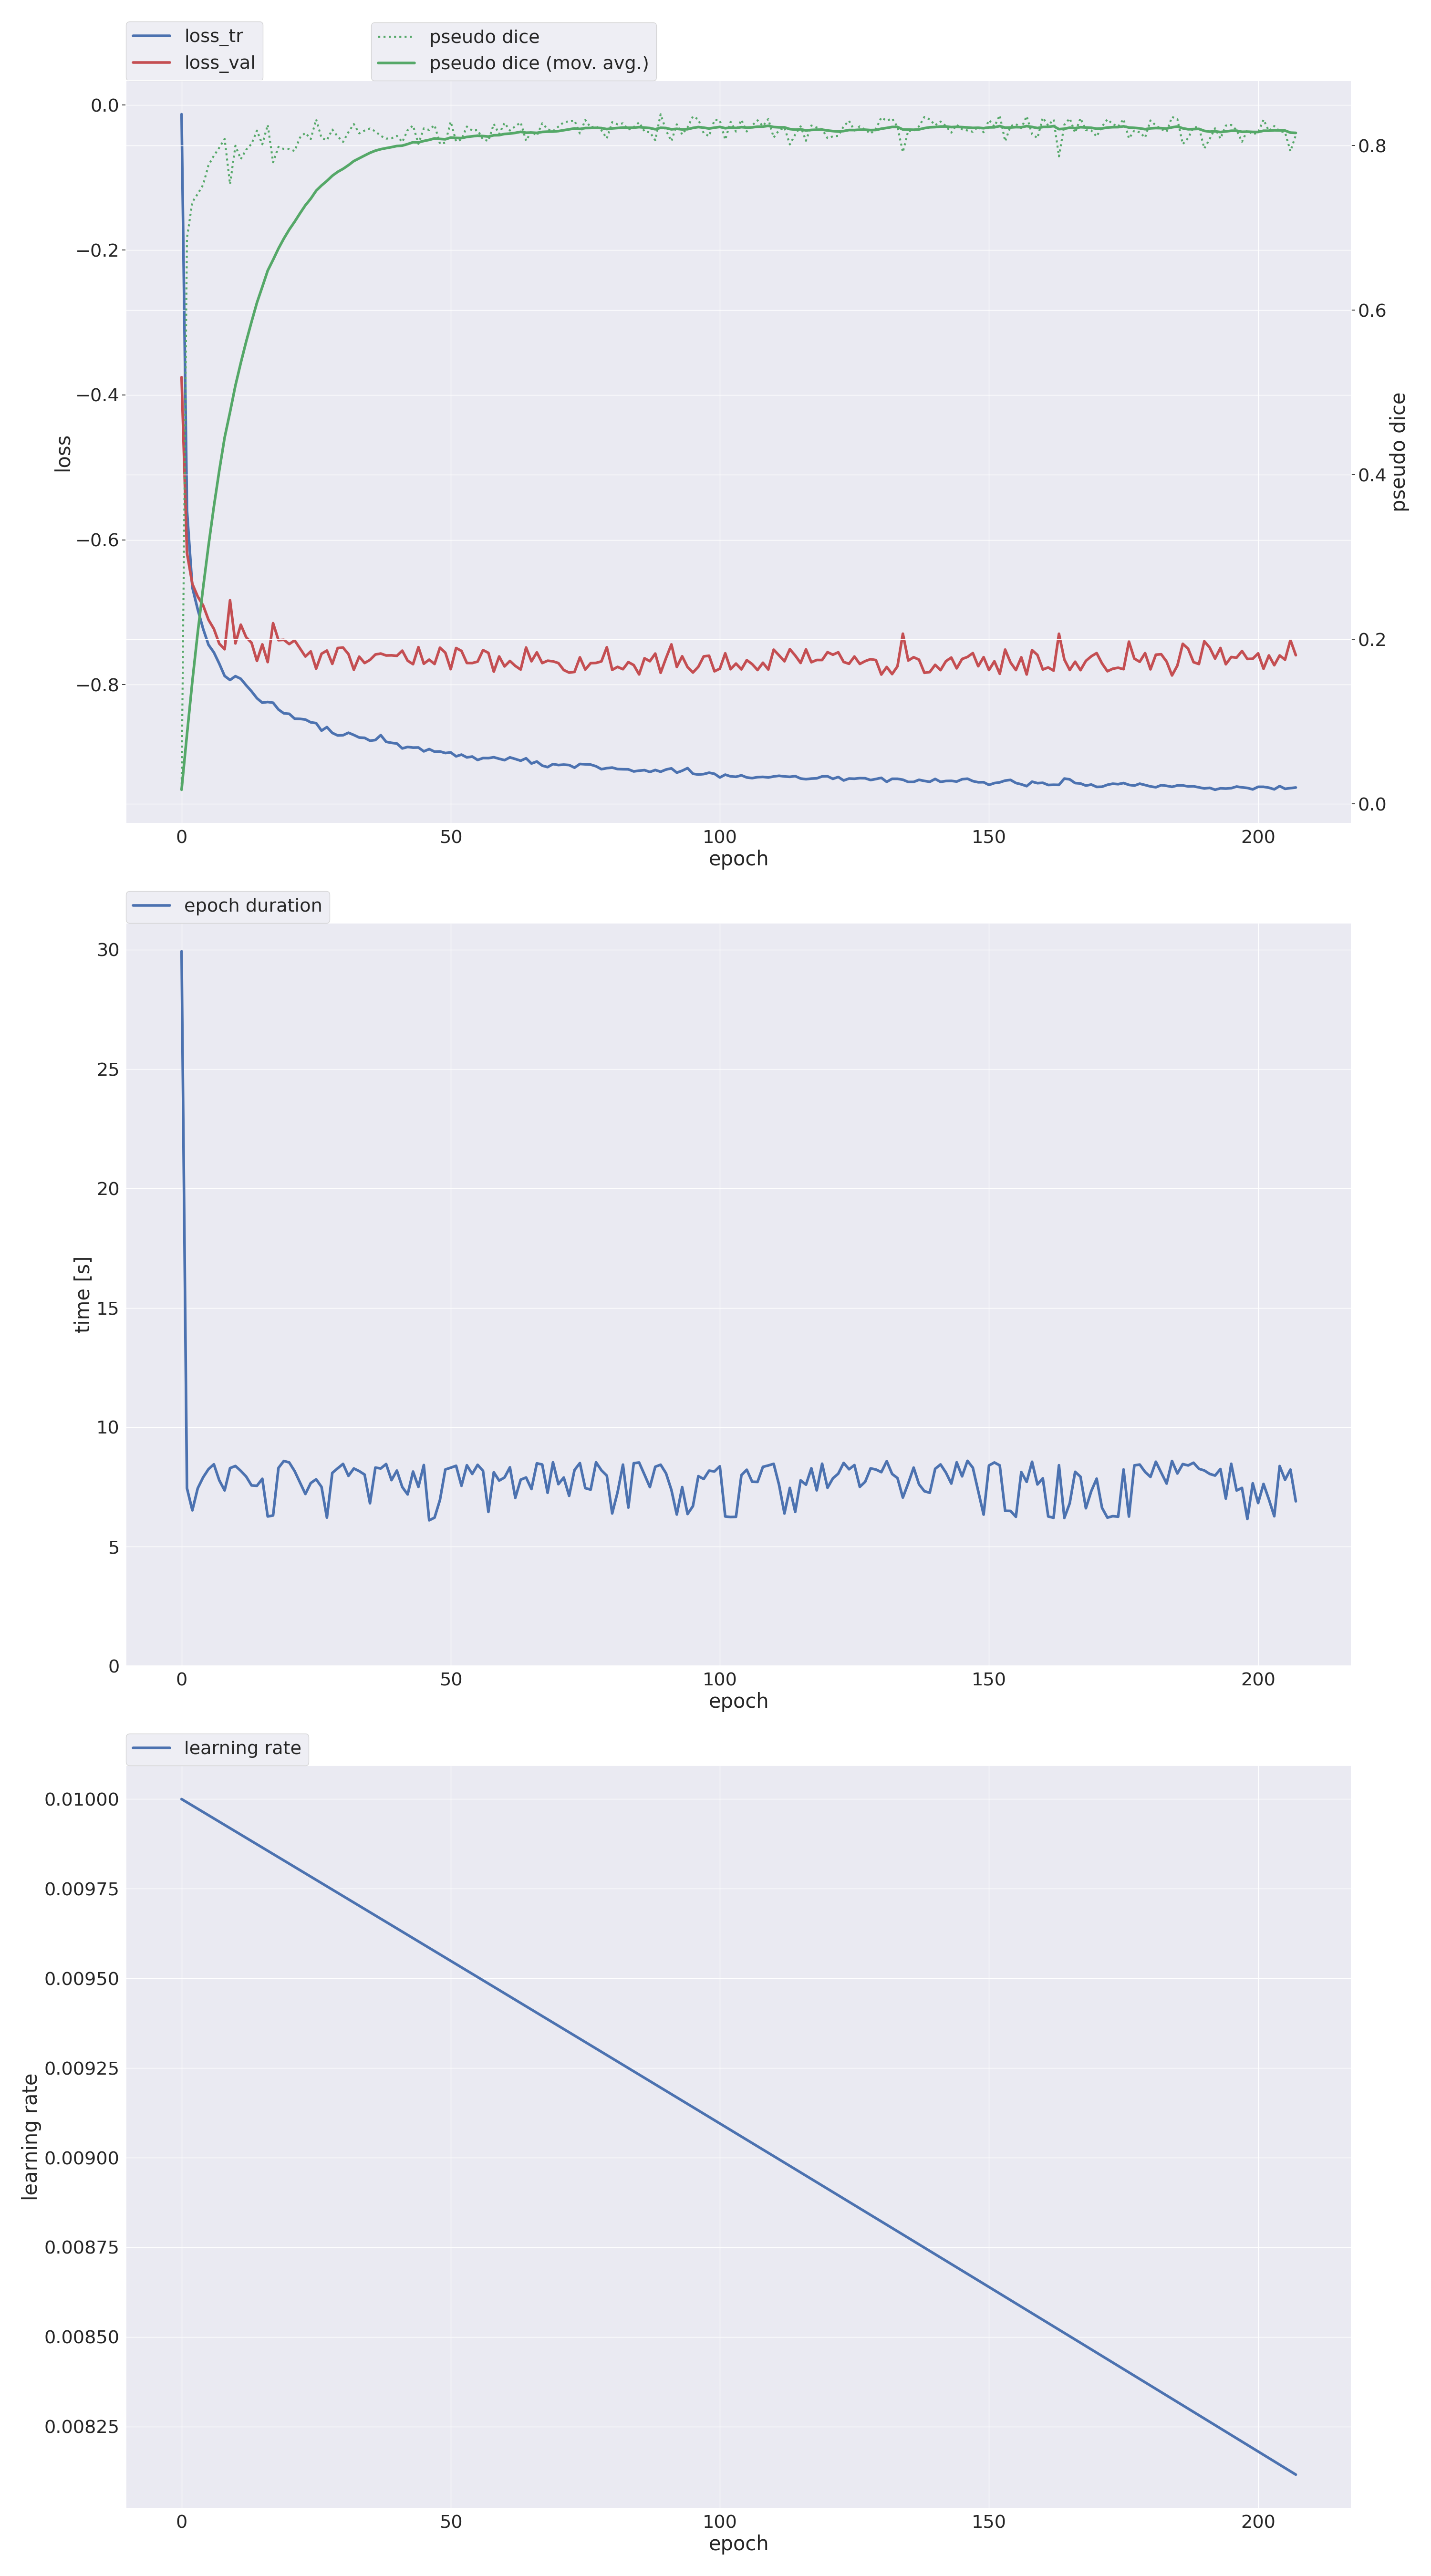 loss_tr
loss_val
pseudo dice
pseudo dice (mov. avg.)
0.0
−0.2
−0.4
−0.6
−0.8
loss
0.8
0.6
0.4
0.2
0.0
pseudo dice
0 50 100 150 200
epoch
epoch duration
30
25
20
15
10
5
0
time [s]
0 50 100 150 200
epoch
learning rate
0.01000
0.00975
0.00950
0.00925
0.00900
0.00875
0.00850
0.00825
learning rate
0 50 100 150 200
epoch